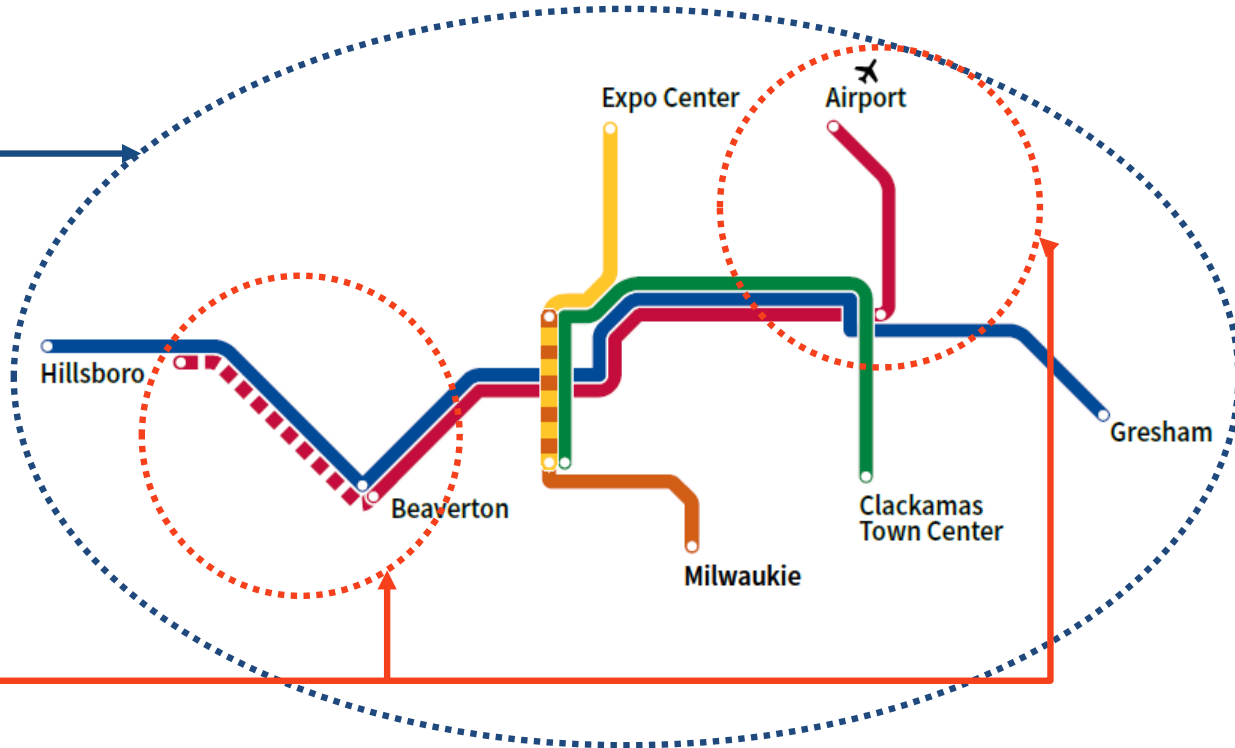 Expo Center
Airport
Hillsboro
Beaverton
Gresham
Clackamas
Town Center
Milwaukie